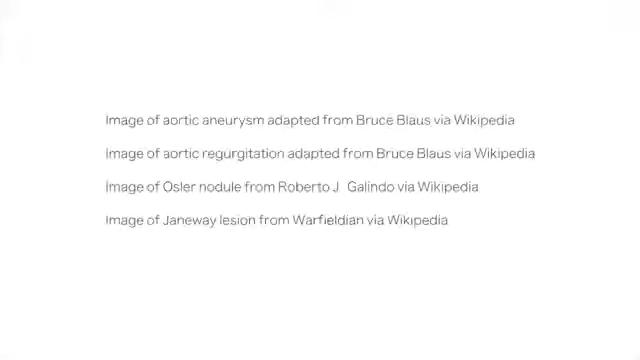 Image of aortic aneurysm adapted from Bruce Blaus via Wikipedia
Image of aortic regurgitation adapted from Bruce Blaus via Wikipedia
Image of Osler nodule from Roberto J Galindo via Wikipedia
Image of Janeway lesion from Warfieldian via Wikipedia